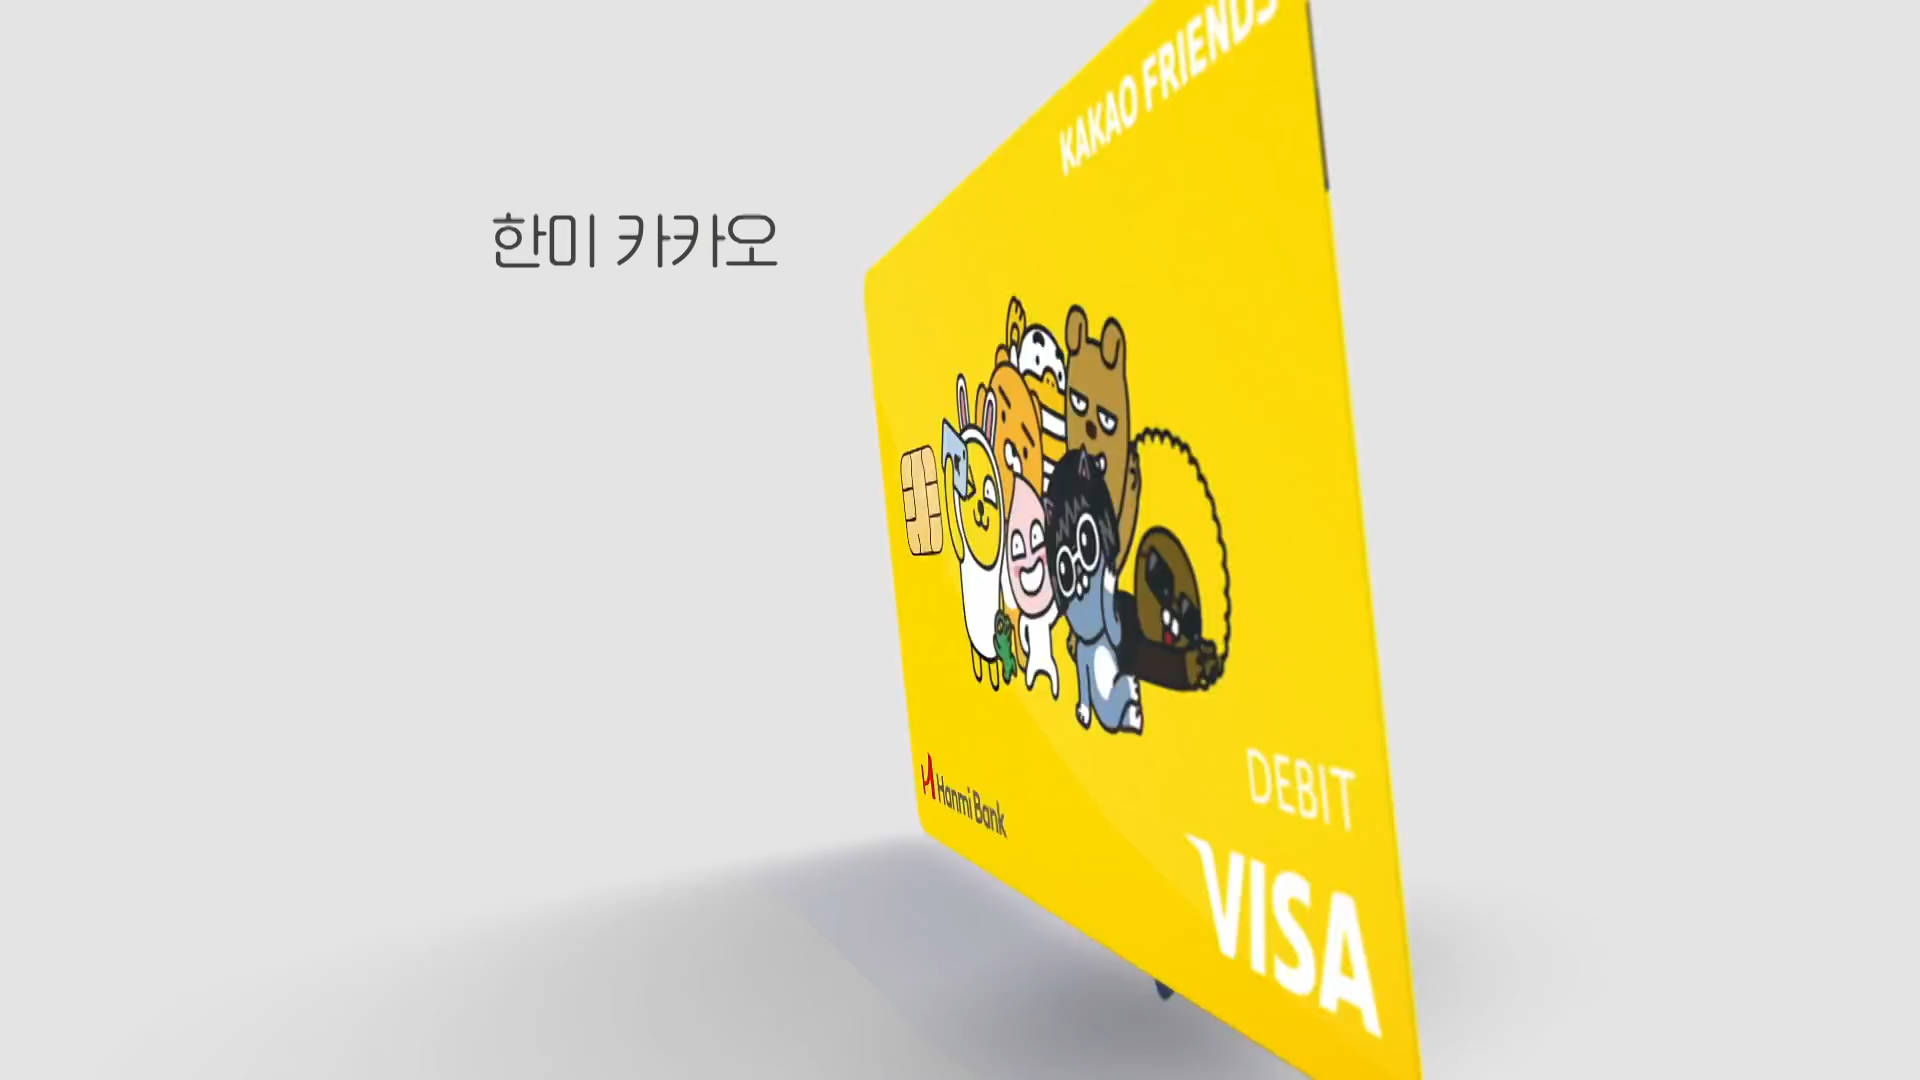 KAKAO FRIENDS
한미 카카오
Hanmi Bank
DEBIT
VISA